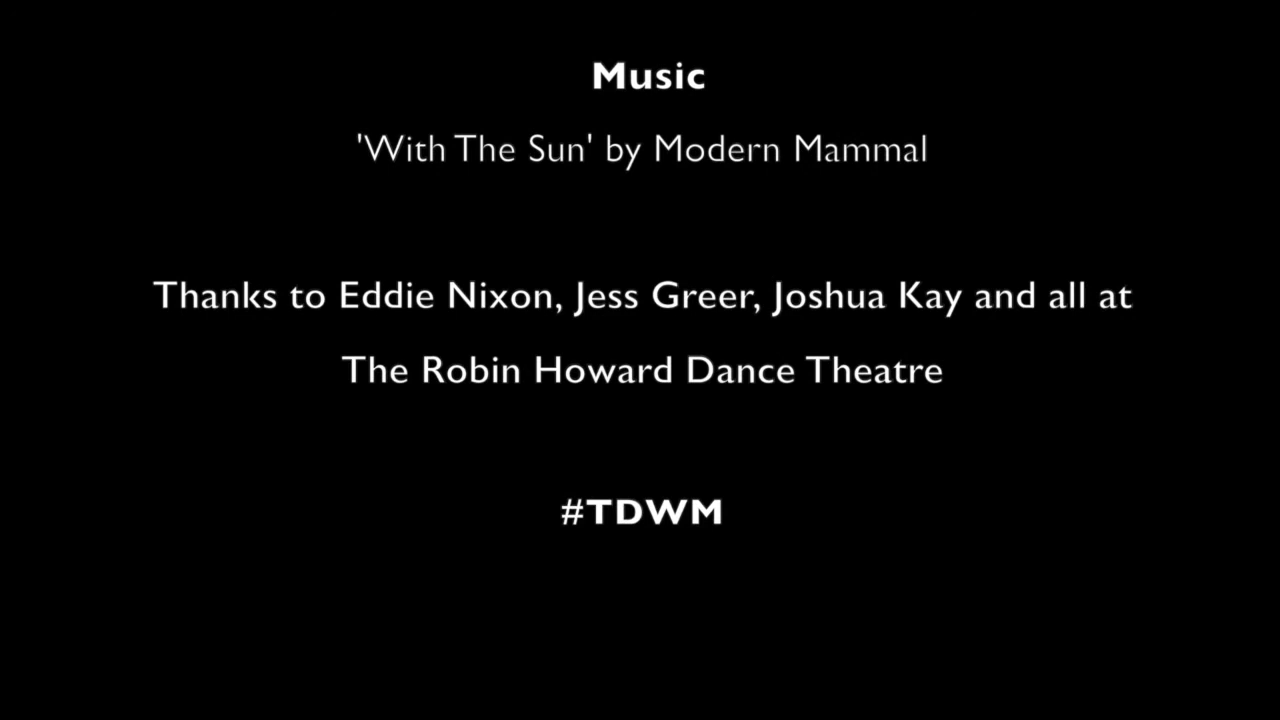 Music
'With The Sun' by Modern Mammal
Thanks to Eddie Nixon, Jess Greer, Joshua Kay and all at
The Robin Howard Dance Theatre
#TDWM